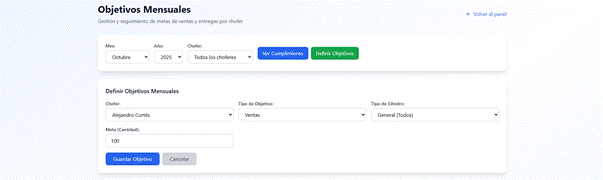 Objetivos Mensuales
Gestión y seguimiento de metas de ventas y entregas por chofer
Volver al panel
Mes: Año: Chofer:
Octubre 2025 Todos los choferes Ver Cumplimiento Definir Objetivos
Definir Objetivos Mensuales
Chofer: Tipo de Objetivo: Tipo de Cilindro:
Alejandro Cortés Ventas General (Todos)
Meta (Cantidad):
100
Guardar Objetivo Cancelar